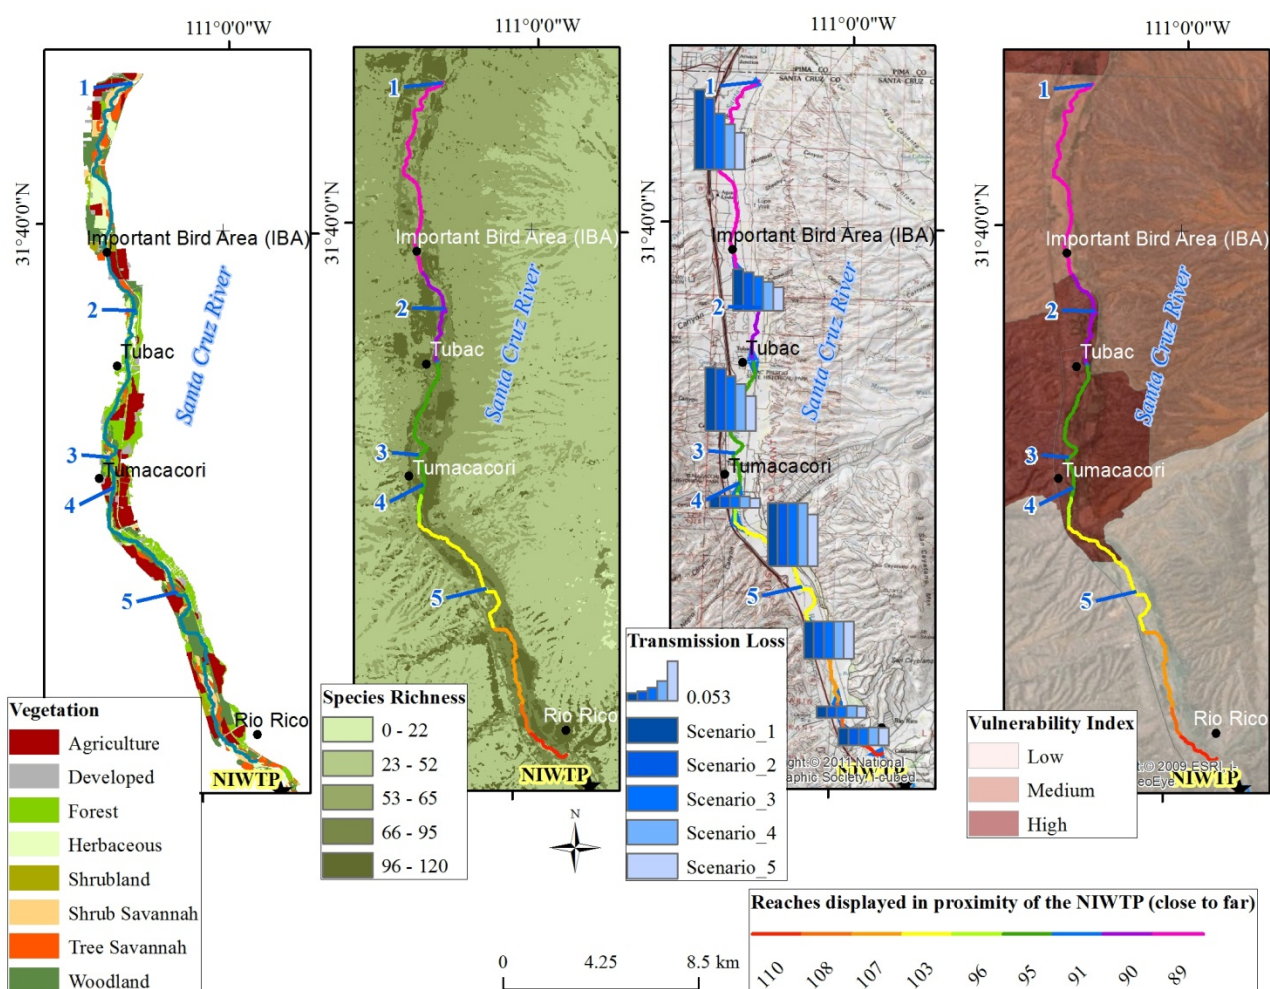 111°0'0"W
31°40'0"N
1
Important Bird Area (IBA)
2
Santa Cruz River
Tubac
3
Tumacacori
4
5
Rio Rico
NIWTP
Vegetation
Agriculture
Developed
Forest
Herbaceous
Shrubland
Shrub Savannah
Tree Savannah
Woodland
111°0'0"W
31°40'0"N
1
Important Bird Area (IBA)
2
Santa Cruz River
Tubac
3
Tumacacori
4
5
Rio Rico
NIWTP
Species Richness
0 - 22
23 - 52
53 - 65
66 - 95
96 - 120
N
111°0'0"W
31°40'0"N
PIMA CO
SANTA CRUZ CO
1
Important Bird Area (IBA)
2
Santa Cruz River
Tubac
3
Tumacacori
4
5
NIWTP
Transmission Loss
0.053
Scenario_1
Scenario_2
Scenario_3
Scenario_4
Scenario_5
111°0'0"W
31°40'0"N
1
Important Bird Area (IBA)
2
Santa Cruz River
Tubac
3
Tumacacori
4
5
Rio Rico
NIWTP
Vulnerability Index
Low
Medium
High
0 4.25 8.5 km
Reaches displayed in proximity of the NIWTP (close to far)
110 108 107 103 96 95 91 90 89